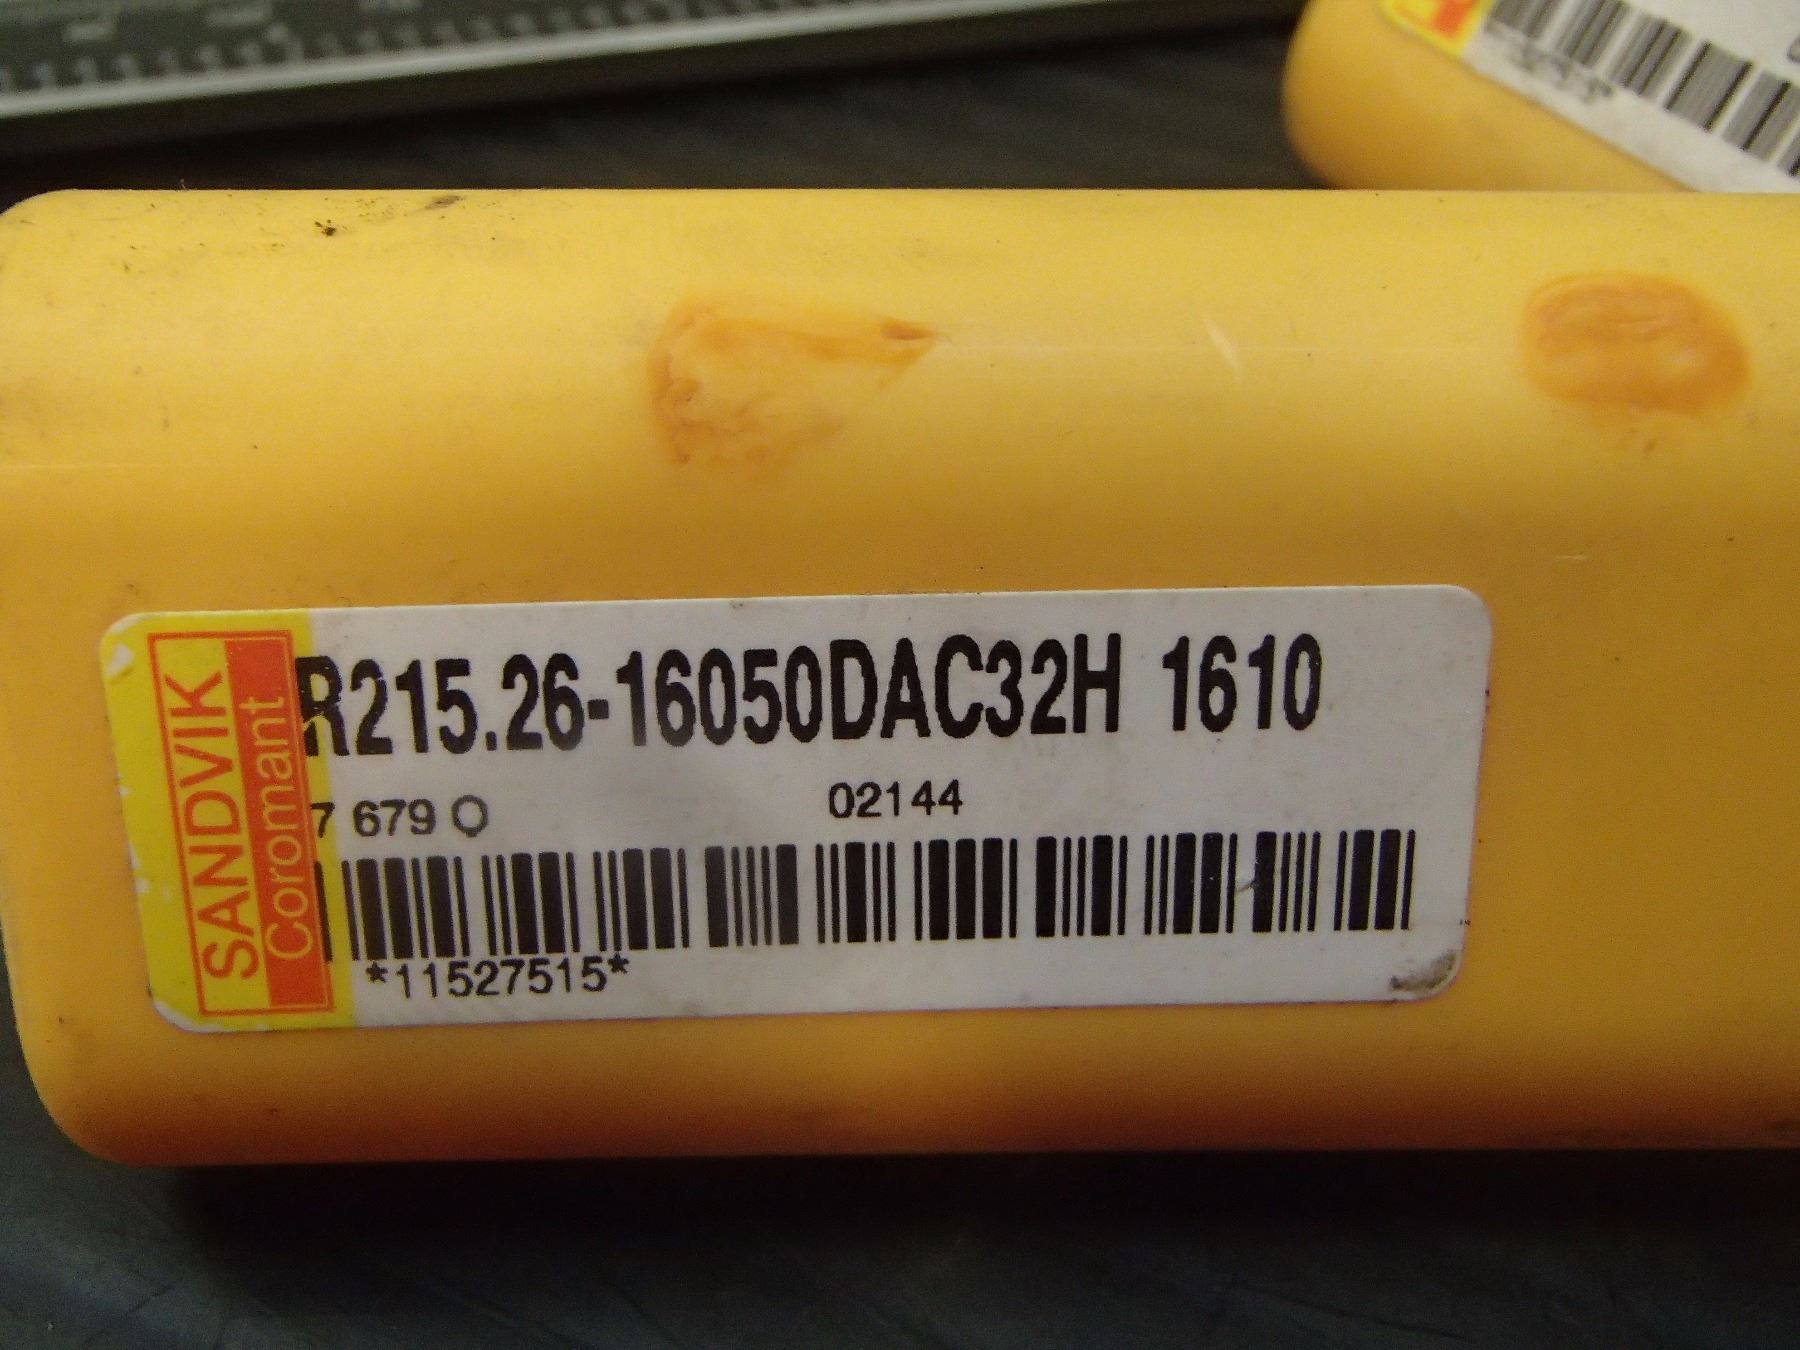 SANDVIK
Coromant
R215.26-16050DAC32H 1610
7 679 O
02144
*11527515*